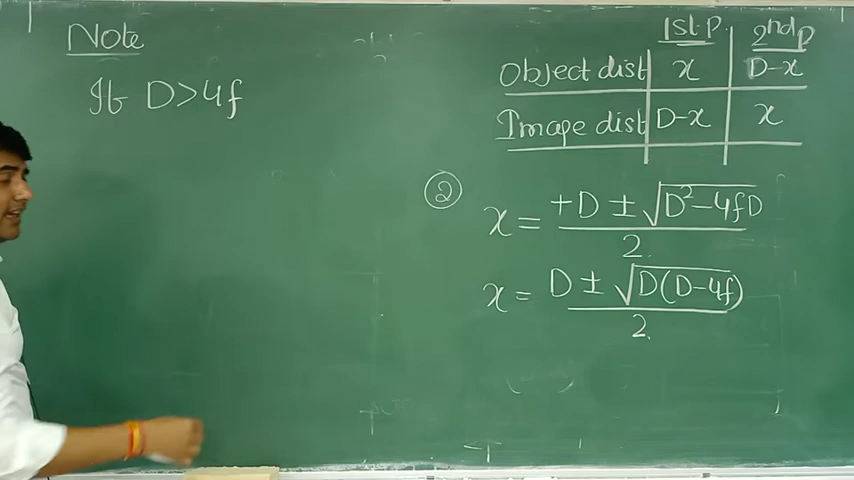 Note
If D>4f
1st P. 2nd P
Object dist x D-x
Image dist D-x x
② x = +D ± √D²-4fD / 2.
x = D ± √D(D-4f) / 2.